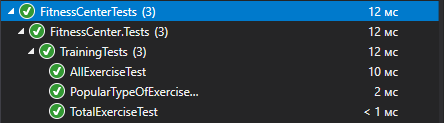 FitnessCenterTests (3) 12 мс
FitnessCenter.Tests (3) 12 мс
TrainingTests (3) 12 мс
AllExerciseTest 10 мс
PopularTypeOfExercise... 2 мс
TotalExerciseTest < 1 мс